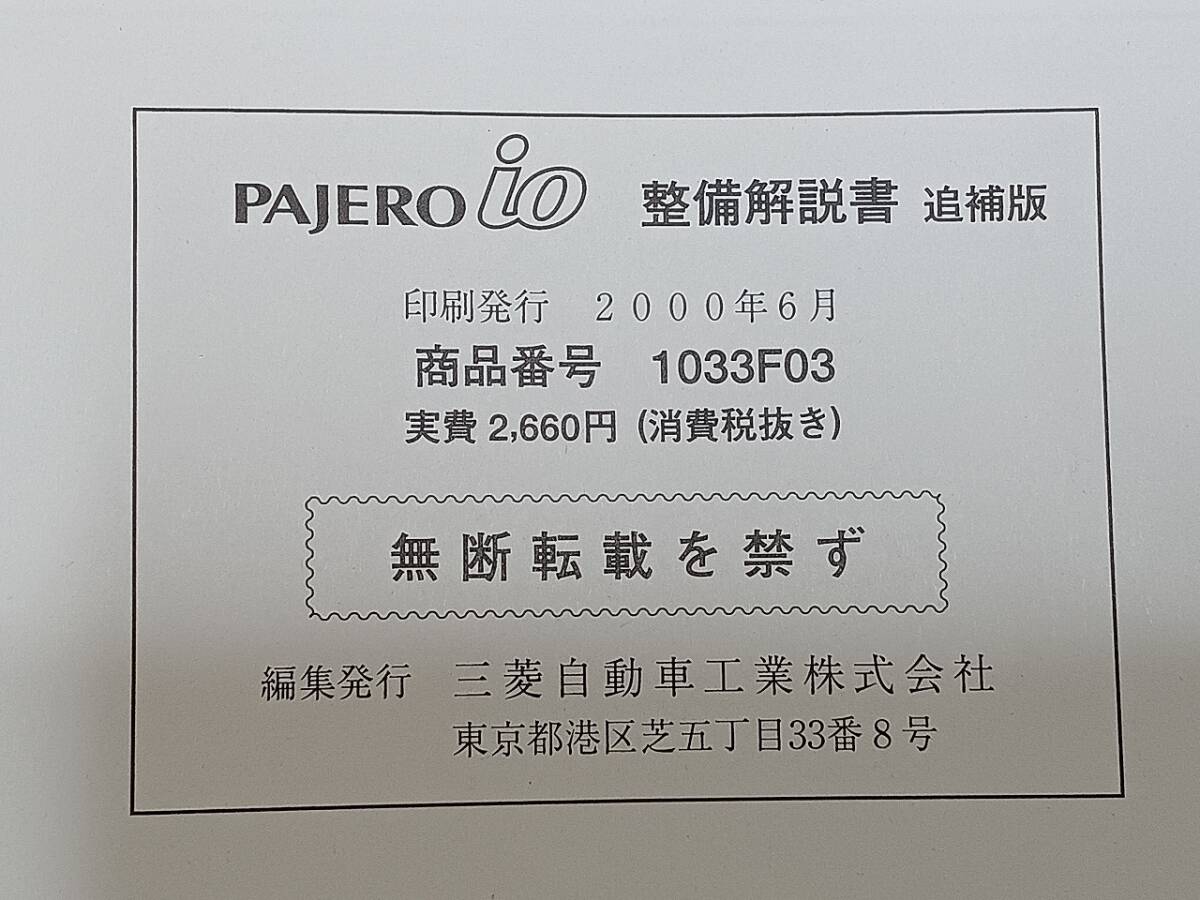 PAJERO io 整備解説書 追補版
印刷発行 2000年6月
商品番号 1033F03
実費2,660円(消費税抜き)
無断転載を禁ず
編集発行 三菱自動車工業株式会社
東京都港区芝五丁目33番8号